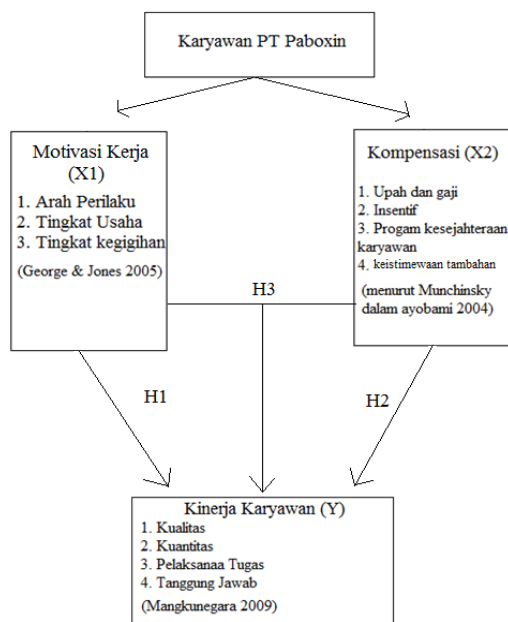 Karyawan PT Paboxin
Motivasi Kerja
(X1)
1. Arah Perilaku
2. Tingkat Usaha
3. Tingkat kegigihan
(George & Jones 2005)
Kompensasi (X2)
1. Upah dan gaji
2. Insentif
3. Progam kesejahteraan
karyawan
4. keistimewaan tambahan
(menurut Munchinsky
dalam ayobami 2004)
H3
H1
H2
Kinerja Karyawan (Y)
1. Kualitas
2. Kuantitas
3. Pelaksanaa Tugas
4. Tanggung Jawab
(Mangkunegara 2009)